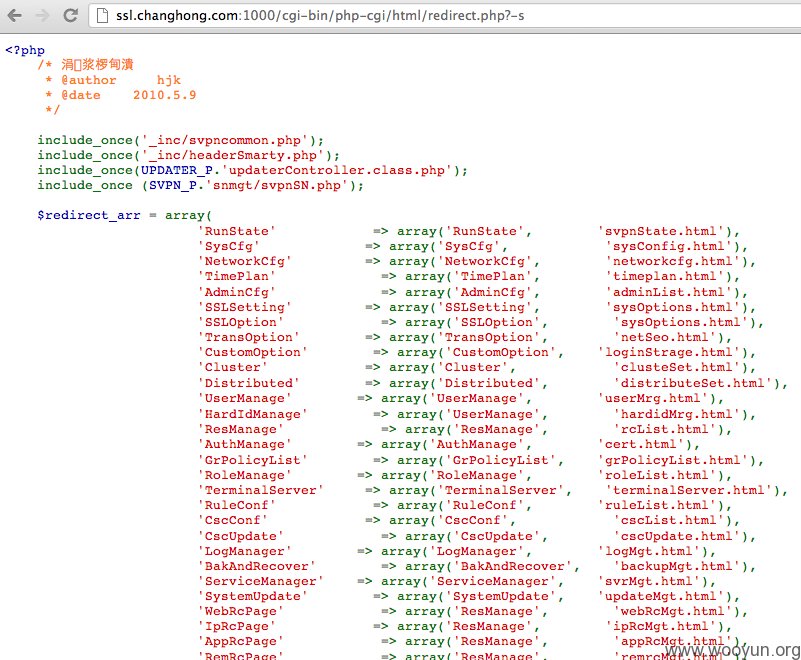 ssl.changhong.com:1000/cgi-bin/php-cgi/html/redirect.php?-s
<?php
/* 涓�浆椤甸潰
* @author hjk
* @date 2010.5.9
*/
include_once('_inc/svpncommon.php');
include_once('_inc/headerSmarty.php');
include_once(UPDATER_P.'updaterController.class.php');
include_once (SVPN_P.'snmgt/svpnSN.php');
$redirect_arr = array(
'RunState' => array('RunState', 'svpnState.html'),
'SysCfg' => array('SysCfg', 'sysConfig.html'),
'NetworkCfg' => array('NetworkCfg', 'networkcfg.html'),
'TimePlan' => array('TimePlan', 'timeplan.html'),
'AdminCfg' => array('AdminCfg', 'adminList.html'),
'SSLSetting' => array('SSLSetting', 'sysOptions.html'),
'SSLOption' => array('SSLOption', 'sysOptions.html'),
'TransOption' => array('TransOption', 'netSeo.html'),
'CustomOption' => array('CustomOption', 'loginStrage.html'),
'Cluster' => array('Cluster', 'clusteSet.html'),
'Distributed' => array('Distributed', 'distributeSet.html'),
'UserManage' => array('UserManage', 'userMrg.html'),
'HardIdManage' => array('UserManage', 'hardidMrg.html'),
'ResManage' => array('ResManage', 'rcList.html'),
'AuthManage' => array('AuthManage', 'cert.html'),
'GrPolicyList' => array('GrPolicyList', 'grPolicyList.html'),
'RoleManage' => array('RoleManage', 'roleList.html'),
'TerminalServer' => array('TerminalServer', 'terminalServer.html'),
'RuleConf' => array('RuleConf', 'ruleList.html'),
'CscConf' => array('CscConf', 'cscList.html'),
'CscUpdate' => array('CscUpdate', 'cscUpdate.html'),
'LogManager' => array('LogManager', 'logMgt.html'),
'BakAndRecover' => array('BakAndRecover', 'backupMgt.html'),
'ServiceManager' => array('ServiceManager', 'svrMgt.html'),
'SystemUpdate' => array('SystemUpdate', 'updateMgt.html'),
'WebRcPage' => array('ResManage', 'webRcMgt.html'),
'IpRcPage' => array('ResManage', 'ipRcMgt.html'),
'AppRcPage' => array('ResManage', 'appRcMgt.html'),
'RemRcPage' => array('ResManage', 'remrcMgt.html'),
www.wooyun.org